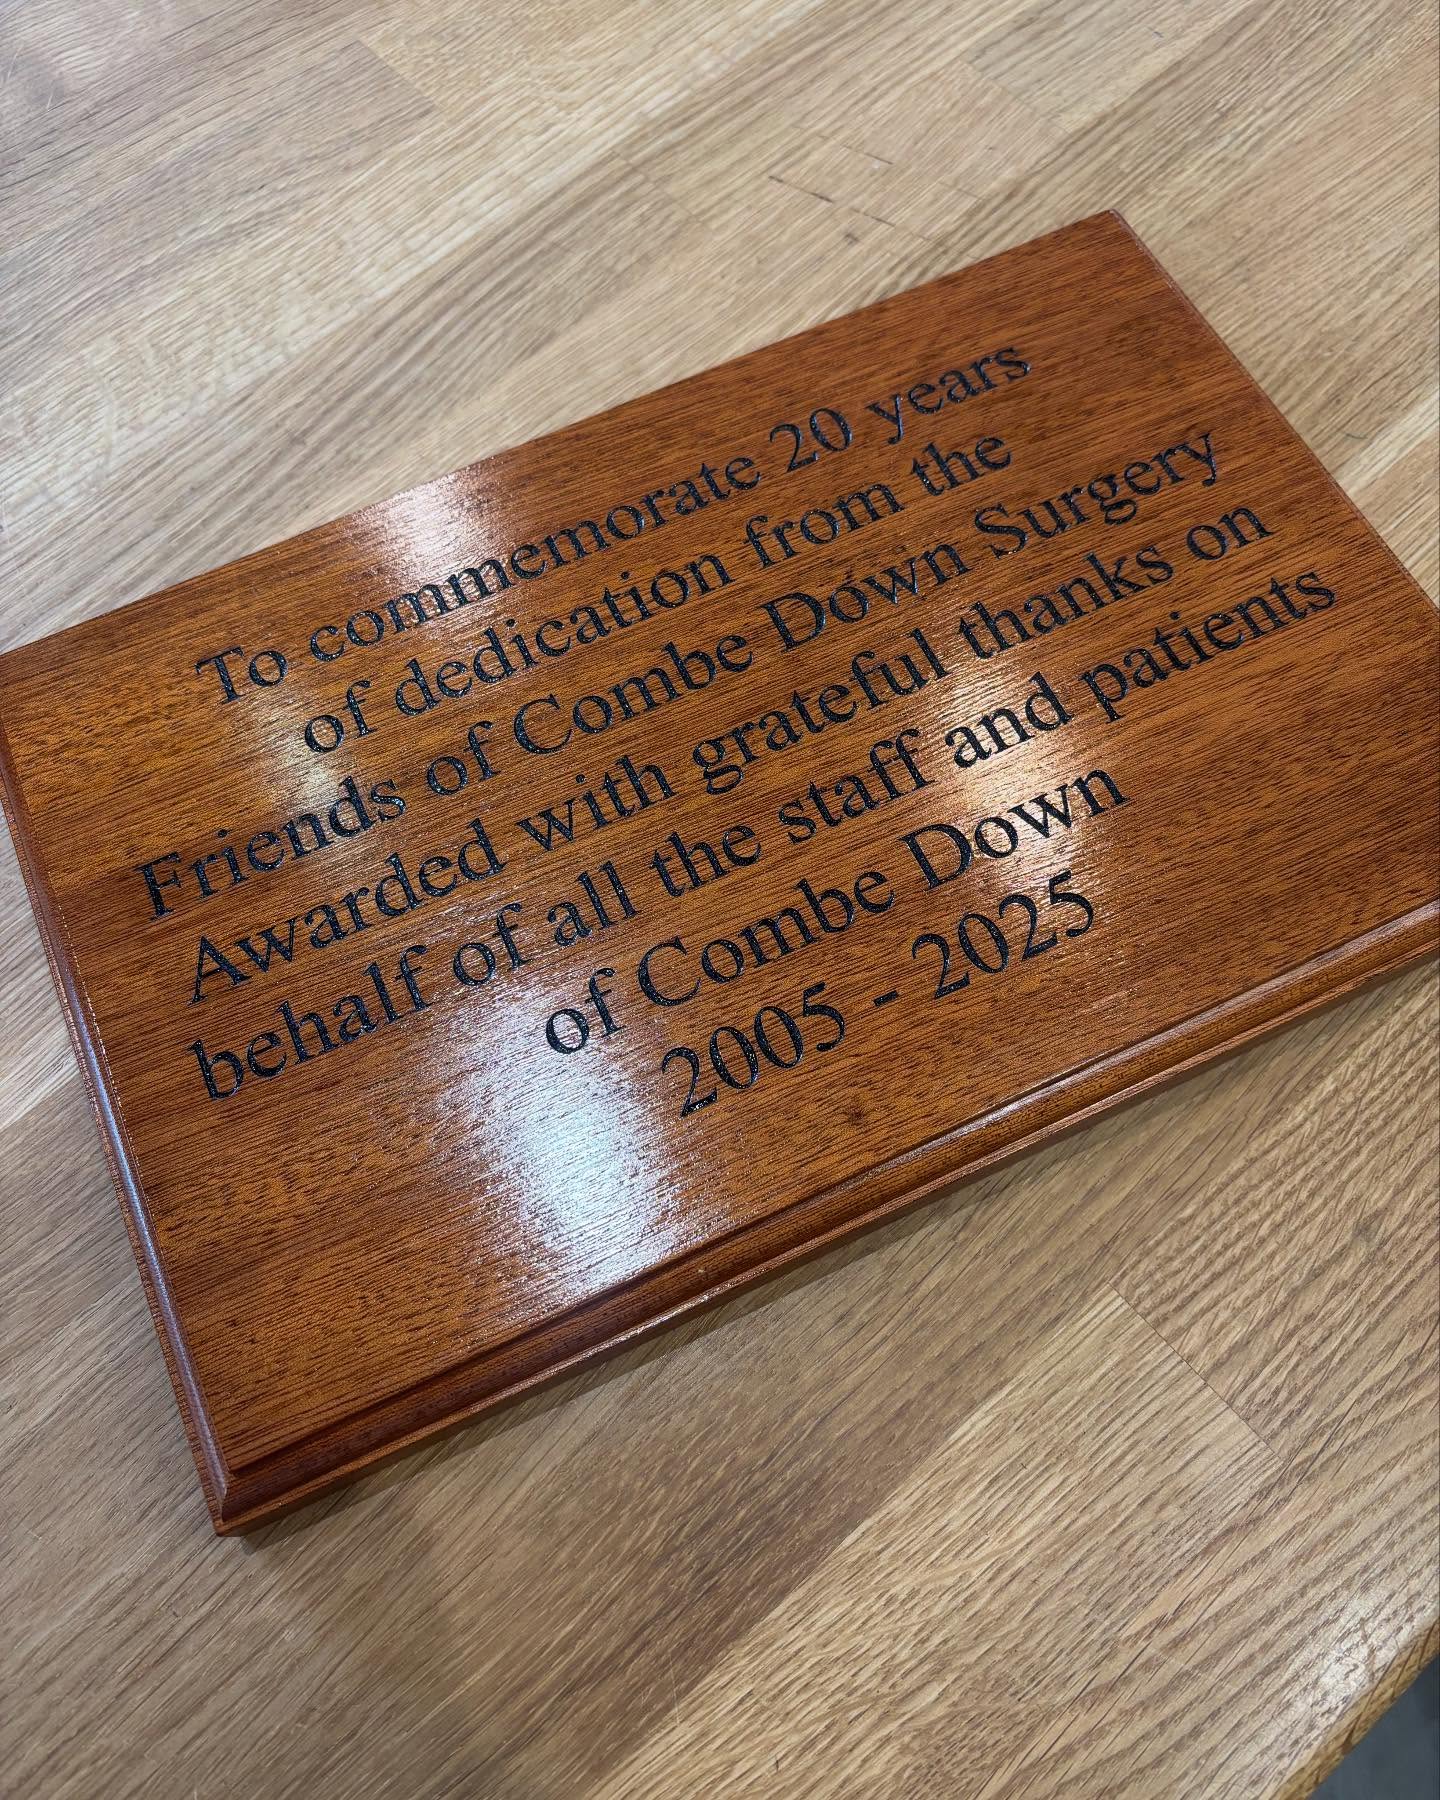 To commemorate 20 years
of dedication from the
Friends of Combe Down Surgery
Awarded with grateful thanks on
behalf of all the staff and patients
of Combe Down
2005 - 2025